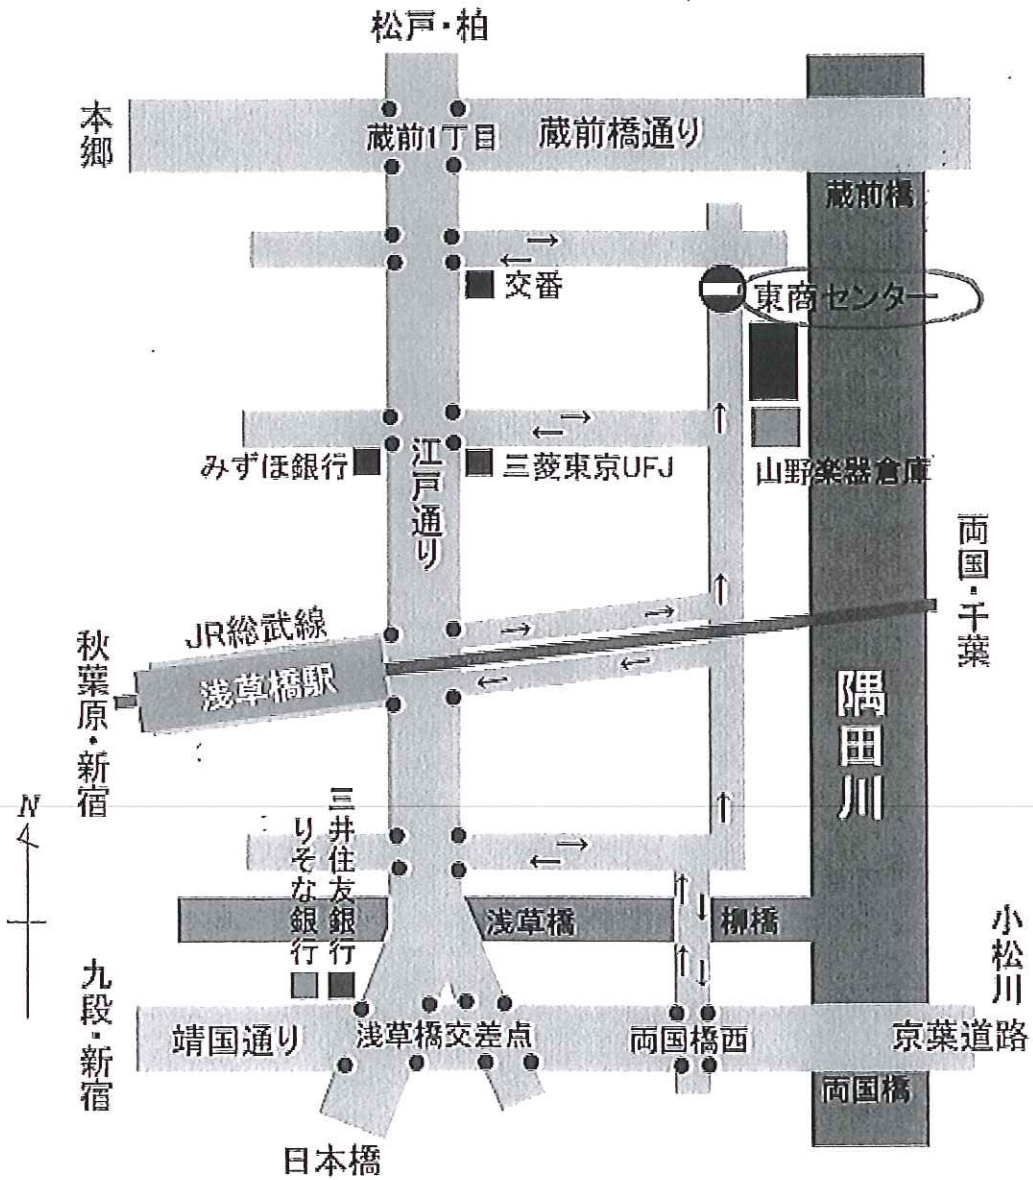 松戸・柏
本郷
蔵前1丁目
蔵前橋通り
蔵前橋
交番
東商センター
みずほ銀行
江戸通り
三菱東京UFJ
山野楽器倉庫
両国・千葉
JR総武線
浅草橋駅
秋葉原・新宿
隅田川
N
三井住友銀行
りそな銀行
浅草橋
柳橋
小松川
九段・新宿
靖国通り
浅草橋交差点
両国橋西
京葉道路
両国橋
日本橋